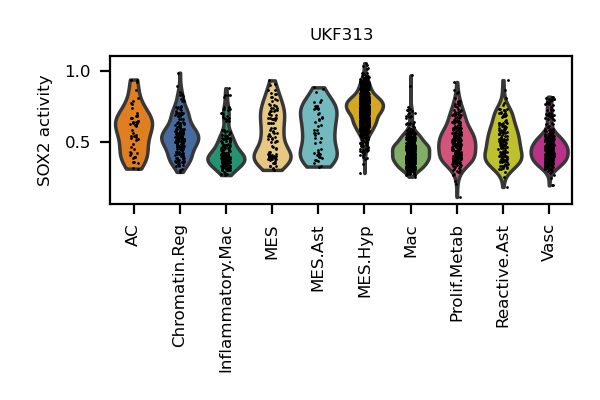 UKF313
SOX2 activity
1.0
0.5
AC
Chromatin.Reg
Inflammatory.Mac
MES
MES.Ast
MES.Hyp
Mac
Prolif.Metab
Reactive.Ast
Vasc